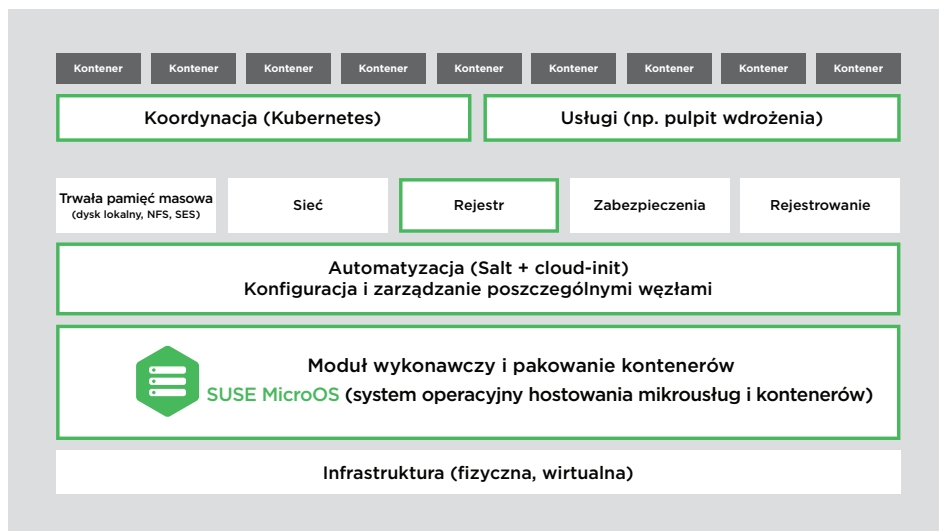 Kontener Kontener Kontener Kontener Kontener Kontener Kontener Kontener Kontener
Koordynacja (Kubernetes)
Usługi (np. pulpit wdrożenia)
Trwała pamięć masowa
(dysk lokalny, NFS, SES)
Sieć
Rejestr
Zabezpieczenia
Rejestrowanie
Automatyzacja (Salt + cloud-init)
Konfiguracja i zarządzanie poszczególnymi węzłami
Moduł wykonawczy i pakowanie kontenerów
SUSE MicroOS (system operacyjny hostowania mikrousług i kontenerów)
Infrastruktura (fizyczna, wirtualna)